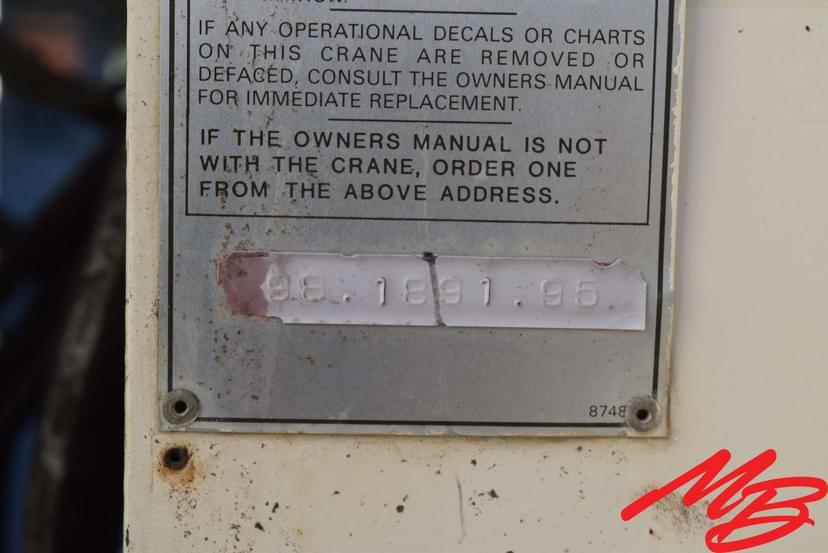 IF ANY OPERATIONAL DECALS OR CHARTS
ON THIS CRANE ARE REMOVED OR
DEFACED, CONSULT THE OWNERS MANUAL
FOR IMMEDIATE REPLACEMENT.
IF THE OWNERS MANUAL IS NOT
WITH THE CRANE, ORDER ONE
FROM THE ABOVE ADDRESS.
98.1891.95
8748
MB